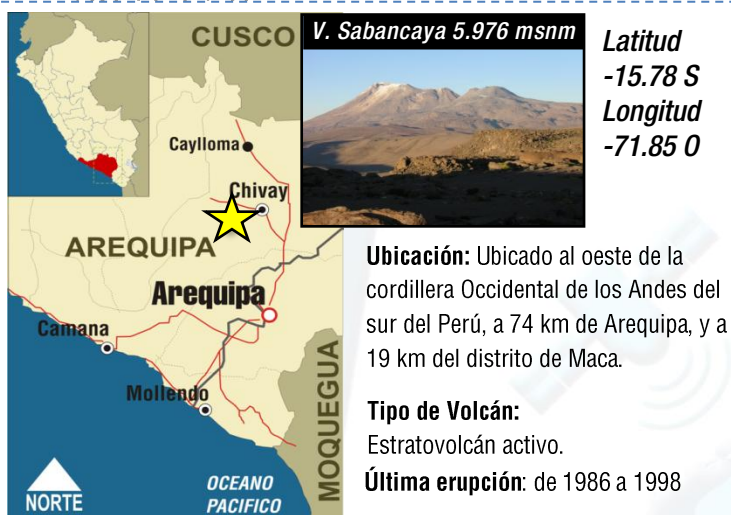 CUSCO
Caylloma
Chivay
AREQUIPA
Arequipa
Camana
Mollendo
MOQUEGUA
OCEANO
PACIFICO
NORTE
V. Sabancaya 5.976 msnm
Latitud
-15.78 S
Longitud
-71.85 O
Ubicación: Ubicado al oeste de la
cordillera Occidental de los Andes del
sur del Perú, a 74 km de Arequipa, y a
19 km del distrito de Maca.
Tipo de Volcán:
Estratovolcán activo.
Última erupción: de 1986 a 1998